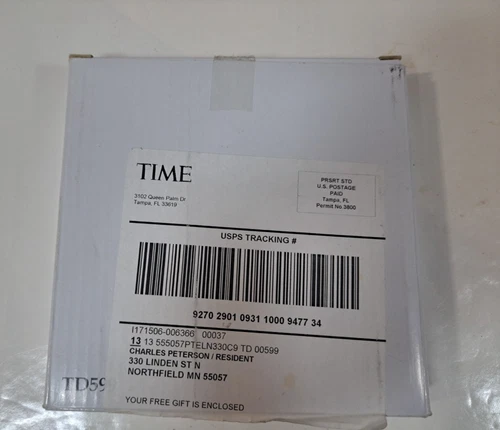 TIME
3102 Queen Palm Dr
Tampa, FL 33619
PRSRT STD
U.S. POSTAGE
PAID
Tampa, FL
Permit No.3800
USPS TRACKING #
9270 2901 0931 1000 9477 34
I171506-006366 00037
13 13 555057PTELN330C9 TD 00599
CHARLES PETERSON / RESIDENT
330 LINDEN ST N
NORTHFIELD MN 55057
TD59
YOUR FREE GIFT IS ENCLOSED